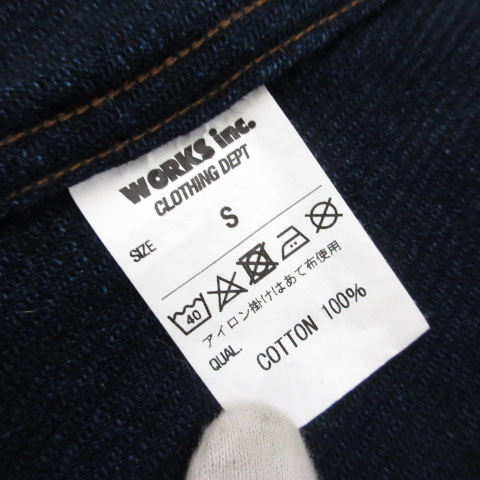 WORKS inc.
CLOTHING DEPT
SIZE S
40
アイロン掛けはあて布使用
QUAL. COTTON 100%